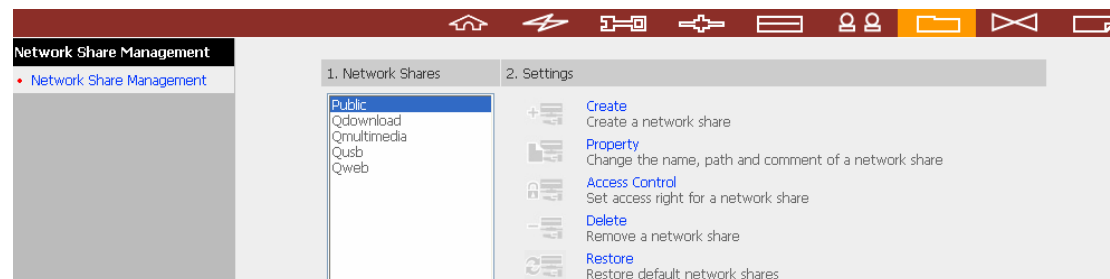 Network Share Management
Network Share Management
1. Network Shares
2. Settings
Public
Qdownload
Qmultimedia
Qusb
Qweb
Create
Create a network share
Property
Change the name, path and comment of a network share
Access Control
Set access right for a network share
Delete
Remove a network share
Restore
Restore default network shares